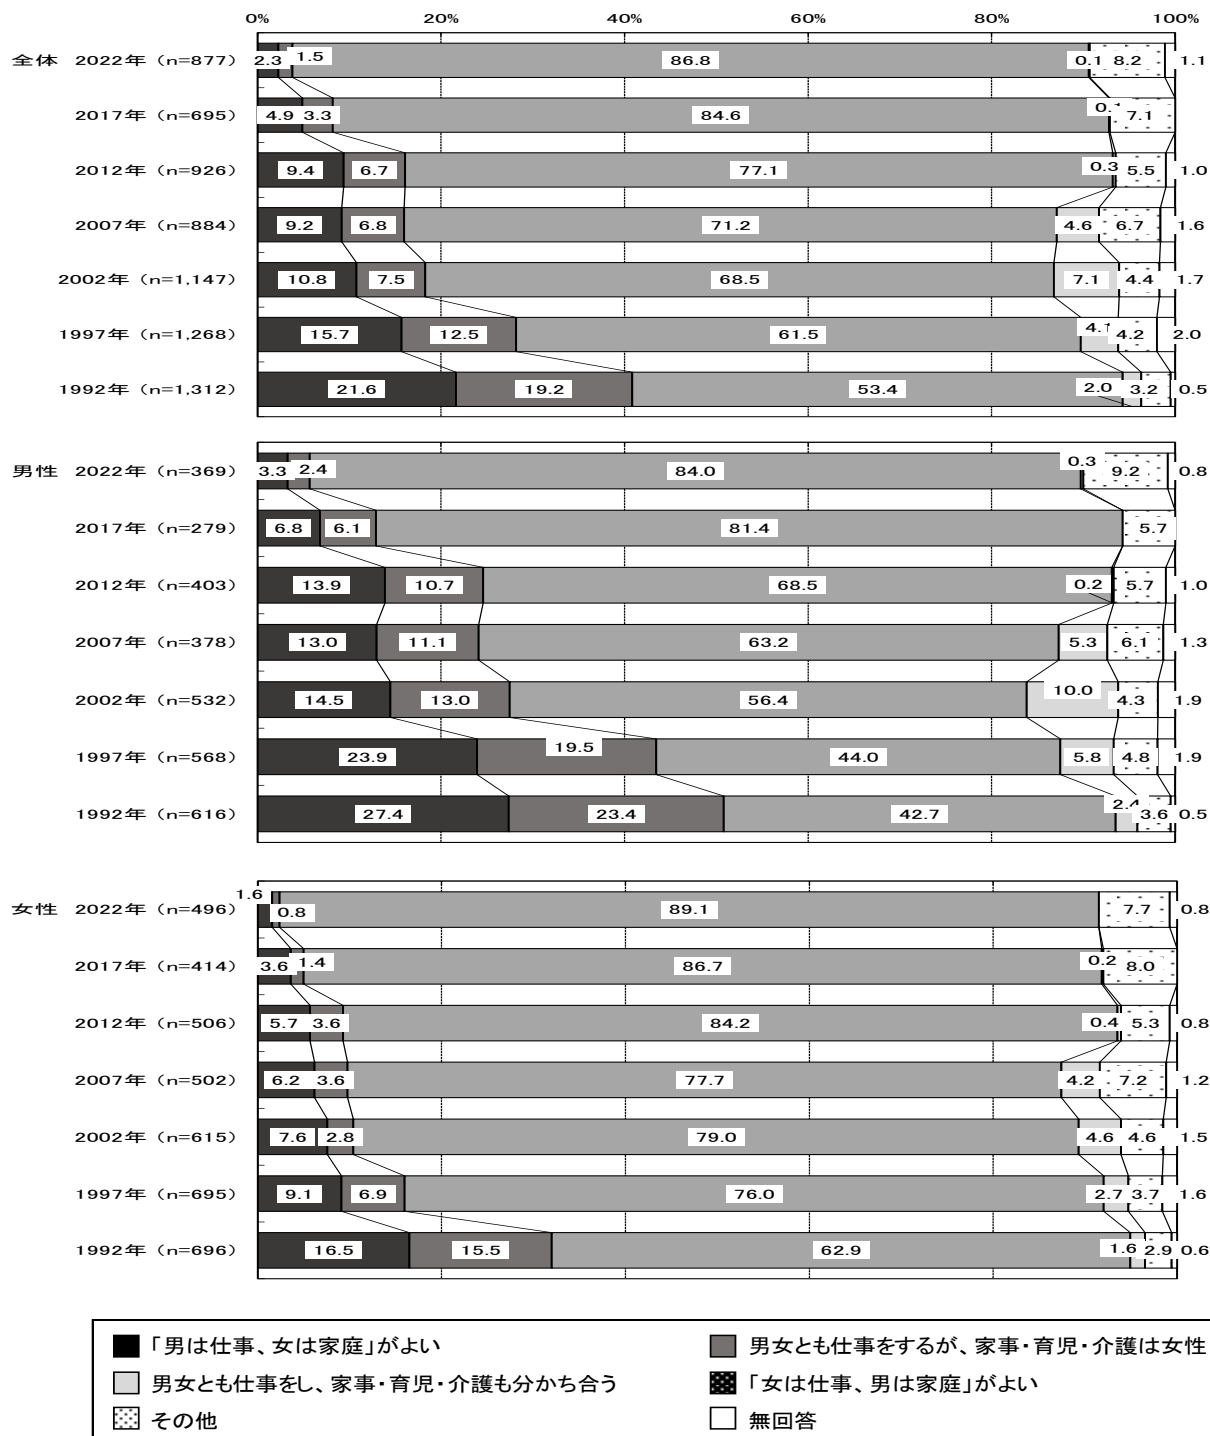 0% 20% 40% 60% 80% 100%
全体 2022年（n=877） 2.3 1.5 86.8 0.1 8.2 1.1
2017年（n=695） 4.9 3.3 84.6 7.1
2012年（n=926） 9.4 6.7 77.1 0.3 5.5 1.0
2007年（n=884） 9.2 6.8 71.2 4.6 6.7 1.6
2002年（n=1,147） 10.8 7.5 68.5 7.1 4.4 1.7
1997年（n=1,268） 15.7 12.5 61.5 4.1 4.2 2.0
1992年（n=1,312） 21.6 19.2 53.4 2.0 3.2 0.5
男性 2022年（n=369） 3.3 2.4 84.0 0.3 9.2 0.8
2017年（n=279） 6.8 6.1 81.4 5.7
2012年（n=403） 13.9 10.7 68.5 0.2 5.7 1.0
2007年（n=378） 13.0 11.1 63.2 5.3 6.1 1.3
2002年（n=532） 14.5 13.0 56.4 10.0 4.3 1.9
1997年（n=568） 23.9 19.5 44.0 5.8 4.8 1.9
1992年（n=616） 27.4 23.4 42.7 2.4 3.6 0.5
女性 2022年（n=496） 1.6 0.8 89.1 7.7 0.8
2017年（n=414） 3.6 1.4 86.7 0.2 8.0
2012年（n=506） 5.7 3.6 84.2 0.4 5.3 0.8
2007年（n=502） 6.2 3.6 77.7 4.2 7.2 1.2
2002年（n=615） 7.6 2.8 79.0 4.6 4.6 1.5
1997年（n=695） 9.1 6.9 76.0 2.7 3.7 1.6
1992年（n=696） 16.5 15.5 62.9 1.6 2.9 0.6
「男は仕事、女は家庭」がよい 男女とも仕事をするが、家事・育児・介護は女性
男女とも仕事をし、家事・育児・介護も分かち合う 「女は仕事、男は家庭」がよい
その他 無回答